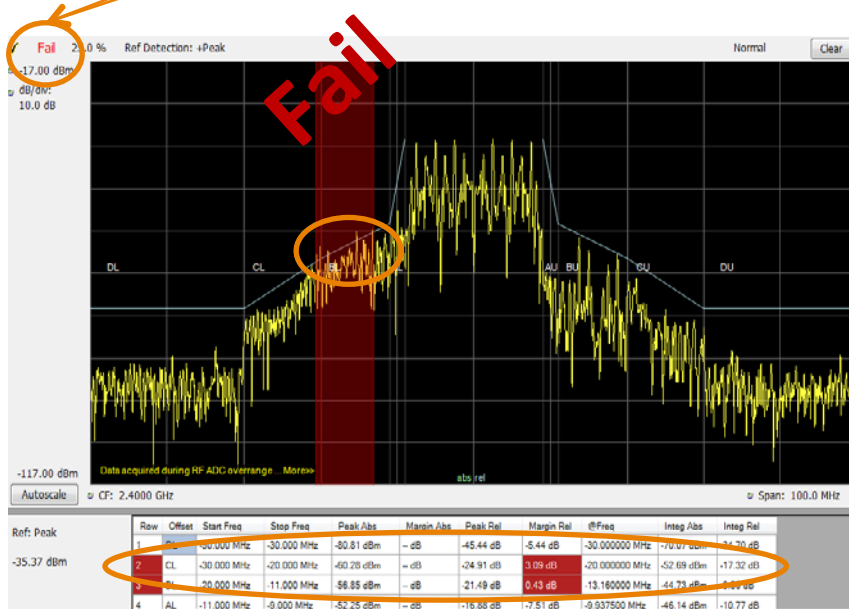 Fail
.0 % Ref Detection: +Peak Normal Clear
-17.00 dBm
dB/div:
10.0 dB
Fail
DL CL AU BU CU DU
-117.00 dBm
Data acquired during RF ADC overrange... More>>
abs rel
Autoscale CF: 2.4000 GHz Span: 100.0 MHz
Ref: Peak
-35.37 dBm
Row Offset Start Freq Stop Freq Peak Abs Margin Abs Peak Rel Margin Rel @Freq Integ Abs Integ Rel
1 -30.000 MHz -80.81 dBm -- dB -45.44 dB -5.44 dB -30.000000 MHz
2 CL -30.000 MHz -20.000 MHz -60.28 dBm -- dB -24.91 dB 3.09 dB -20.000000 MHz -52.69 dBm -17.32 dB
-20.000 MHz -11.000 MHz -56.85 dBm -- dB -21.49 dB 0.43 dB -13.160000 MHz -44.73 dBm
4 AL -11.000 MHz -9.000 MHz -52.25 dBm -- dB -16.88 dB -7.51 dB -9.937500 MHz -46.14 dBm -10.77 dB